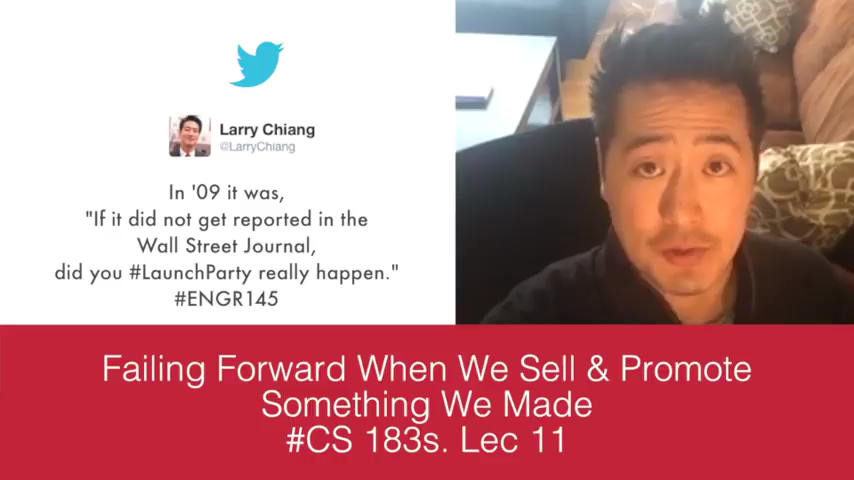 Larry Chiang
@LarryChiang
In '09 it was,
"If it did not get reported in the
Wall Street Journal,
did you #LaunchParty really happen."
#ENGR145
Failing Forward When We Sell & Promote
Something We Made
#CS 183s. Lec 11